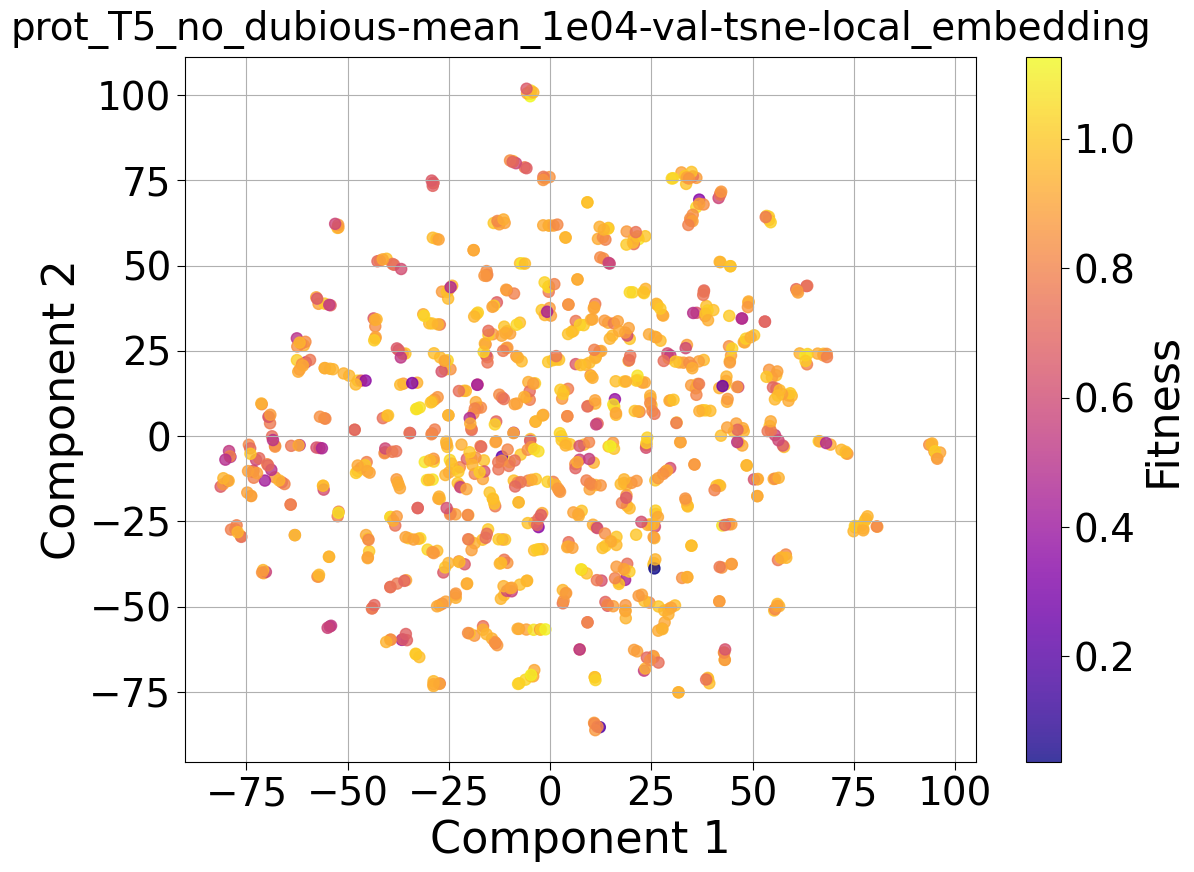 prot_T5_no_dubious-mean_1e04-val-tsne-local_embedding
100
75
50
25
0
−25
−50
−75
Component 2
−75 −50 −25 0 25 50 75 100
Component 1
1.0
0.8
0.6
0.4
0.2
Fitness